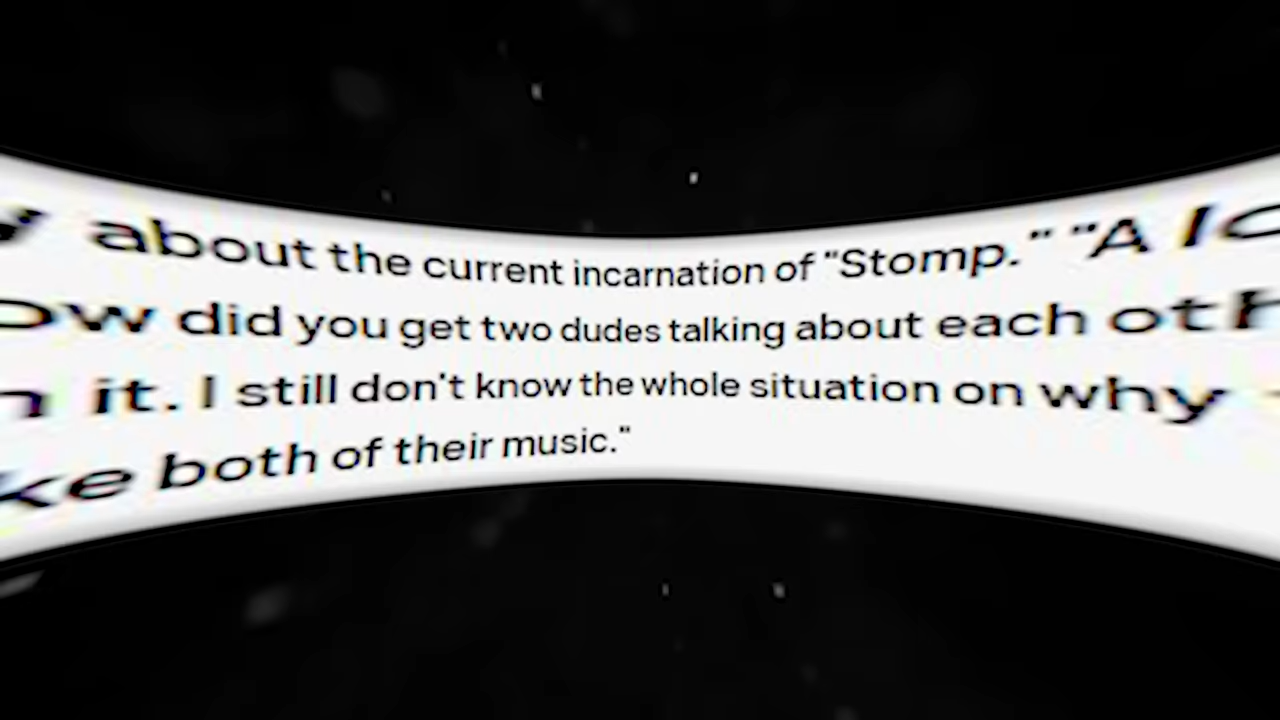 about the current incarnation of "Stomp." "A
did you get two dudes talking about each
it. I still don't know the whole situation on why
both of their music."